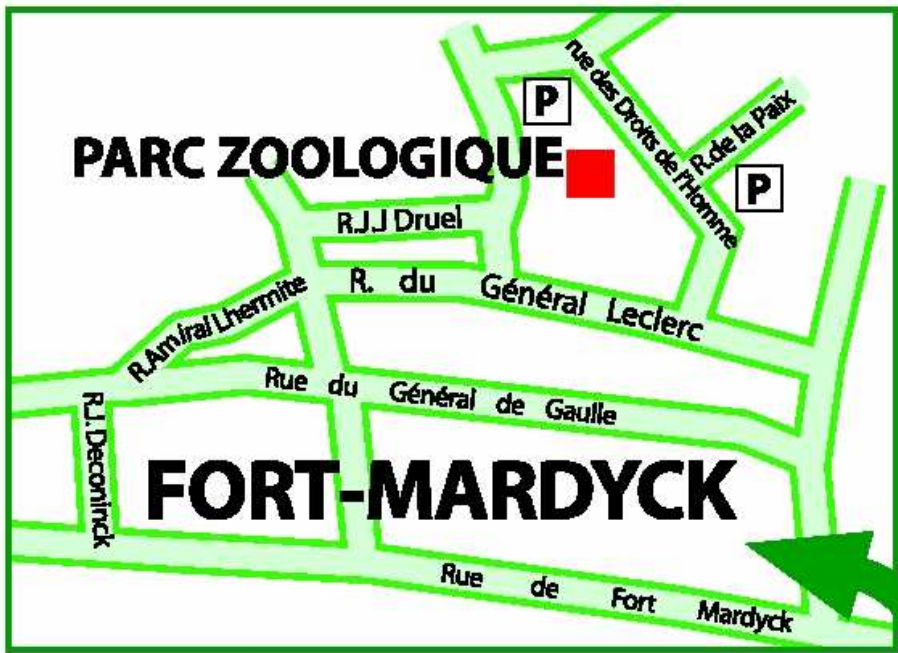 rue des Droits de l'Homme
P
R.de la Paix
PARC ZOOLOGIQUE
P
R.J.J Druel
R. du Général Leclerc
R.Amiral Lhermite
Rue du Général de Gaulle
R.J. Deconinck
FORT-MARDYCK
Rue de Fort Mardyck